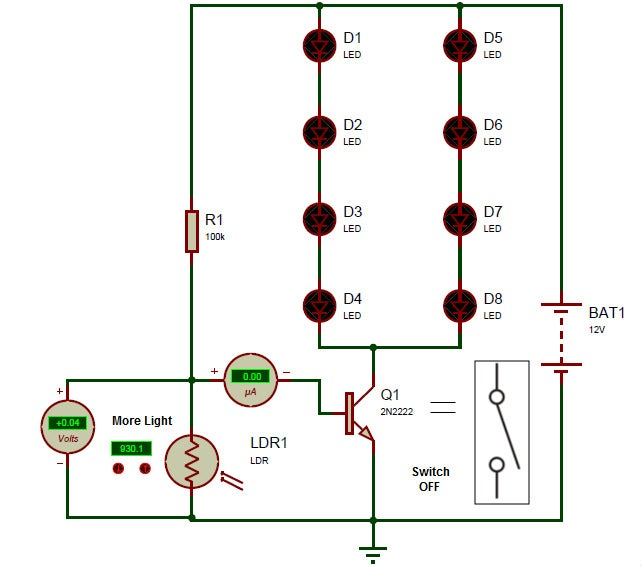 D1
LED
D5
LED
D2
LED
D6
LED
R1
100k
D3
LED
D7
LED
D4
LED
D8
LED
BAT1
12V
+
0.00
−
µA
Q1
2N2222
+
+0.04
Volts
−
More Light
930.1
LDR1
LDR
Switch
OFF